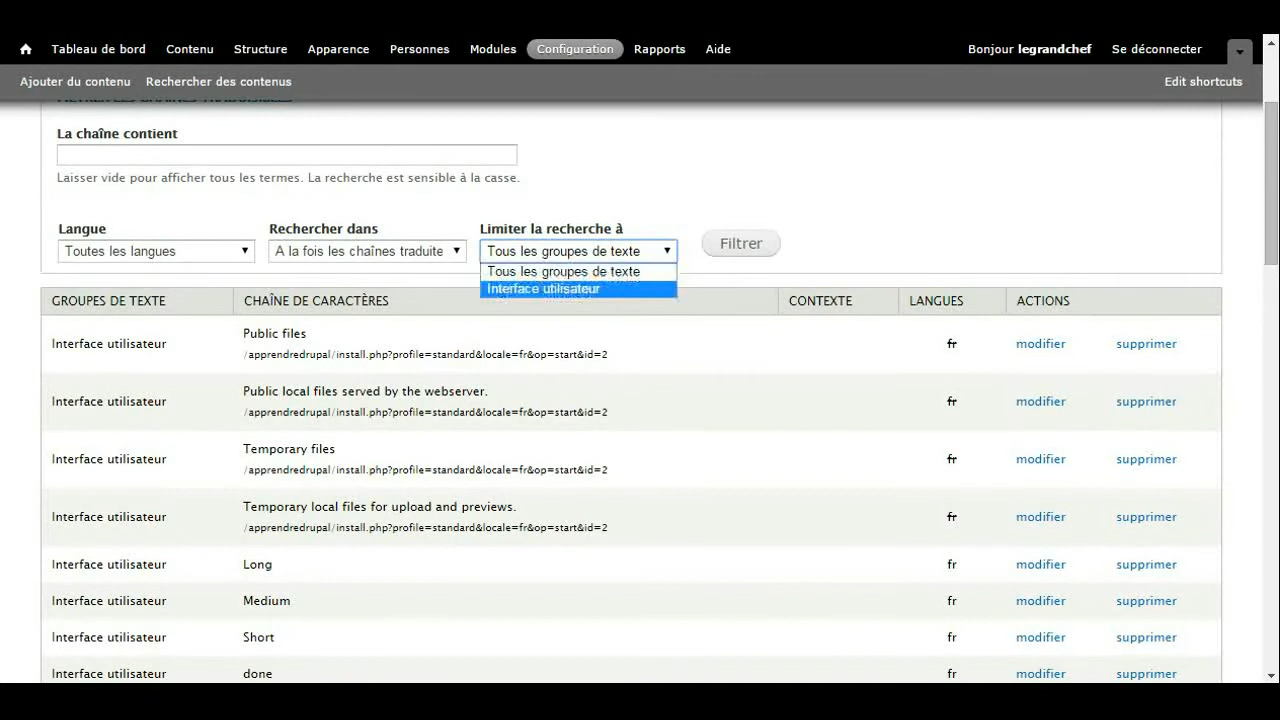 Tableau de bord Contenu Structure Apparence Personnes Modules Configuration Rapports Aide Bonjour legrandchef Se déconnecter
Ajouter du contenu Rechercher des contenus Edit shortcuts
La chaîne contient
Laisser vide pour afficher tous les termes. La recherche est sensible à la casse.
Langue Rechercher dans Limiter la recherche à
Toutes les langues A la fois les chaînes traduite Tous les groupes de texte Filtrer
Tous les groupes de texte
Interface utilisateur
GROUPES DE TEXTE CHAÎNE DE CARACTÈRES CONTEXTE LANGUES ACTIONS
Public files
Interface utilisateur fr modifier supprimer
/apprendredrupal/install.php?profile=standard&locale=fr&op=start&id=2
Public local files served by the webserver.
Interface utilisateur fr modifier supprimer
/apprendredrupal/install.php?profile=standard&locale=fr&op=start&id=2
Temporary files
Interface utilisateur fr modifier supprimer
/apprendredrupal/install.php?profile=standard&locale=fr&op=start&id=2
Temporary local files for upload and previews.
Interface utilisateur fr modifier supprimer
/apprendredrupal/install.php?profile=standard&locale=fr&op=start&id=2
Interface utilisateur Long fr modifier supprimer
Interface utilisateur Medium fr modifier supprimer
Interface utilisateur Short fr modifier supprimer
Interface utilisateur done fr modifier supprimer